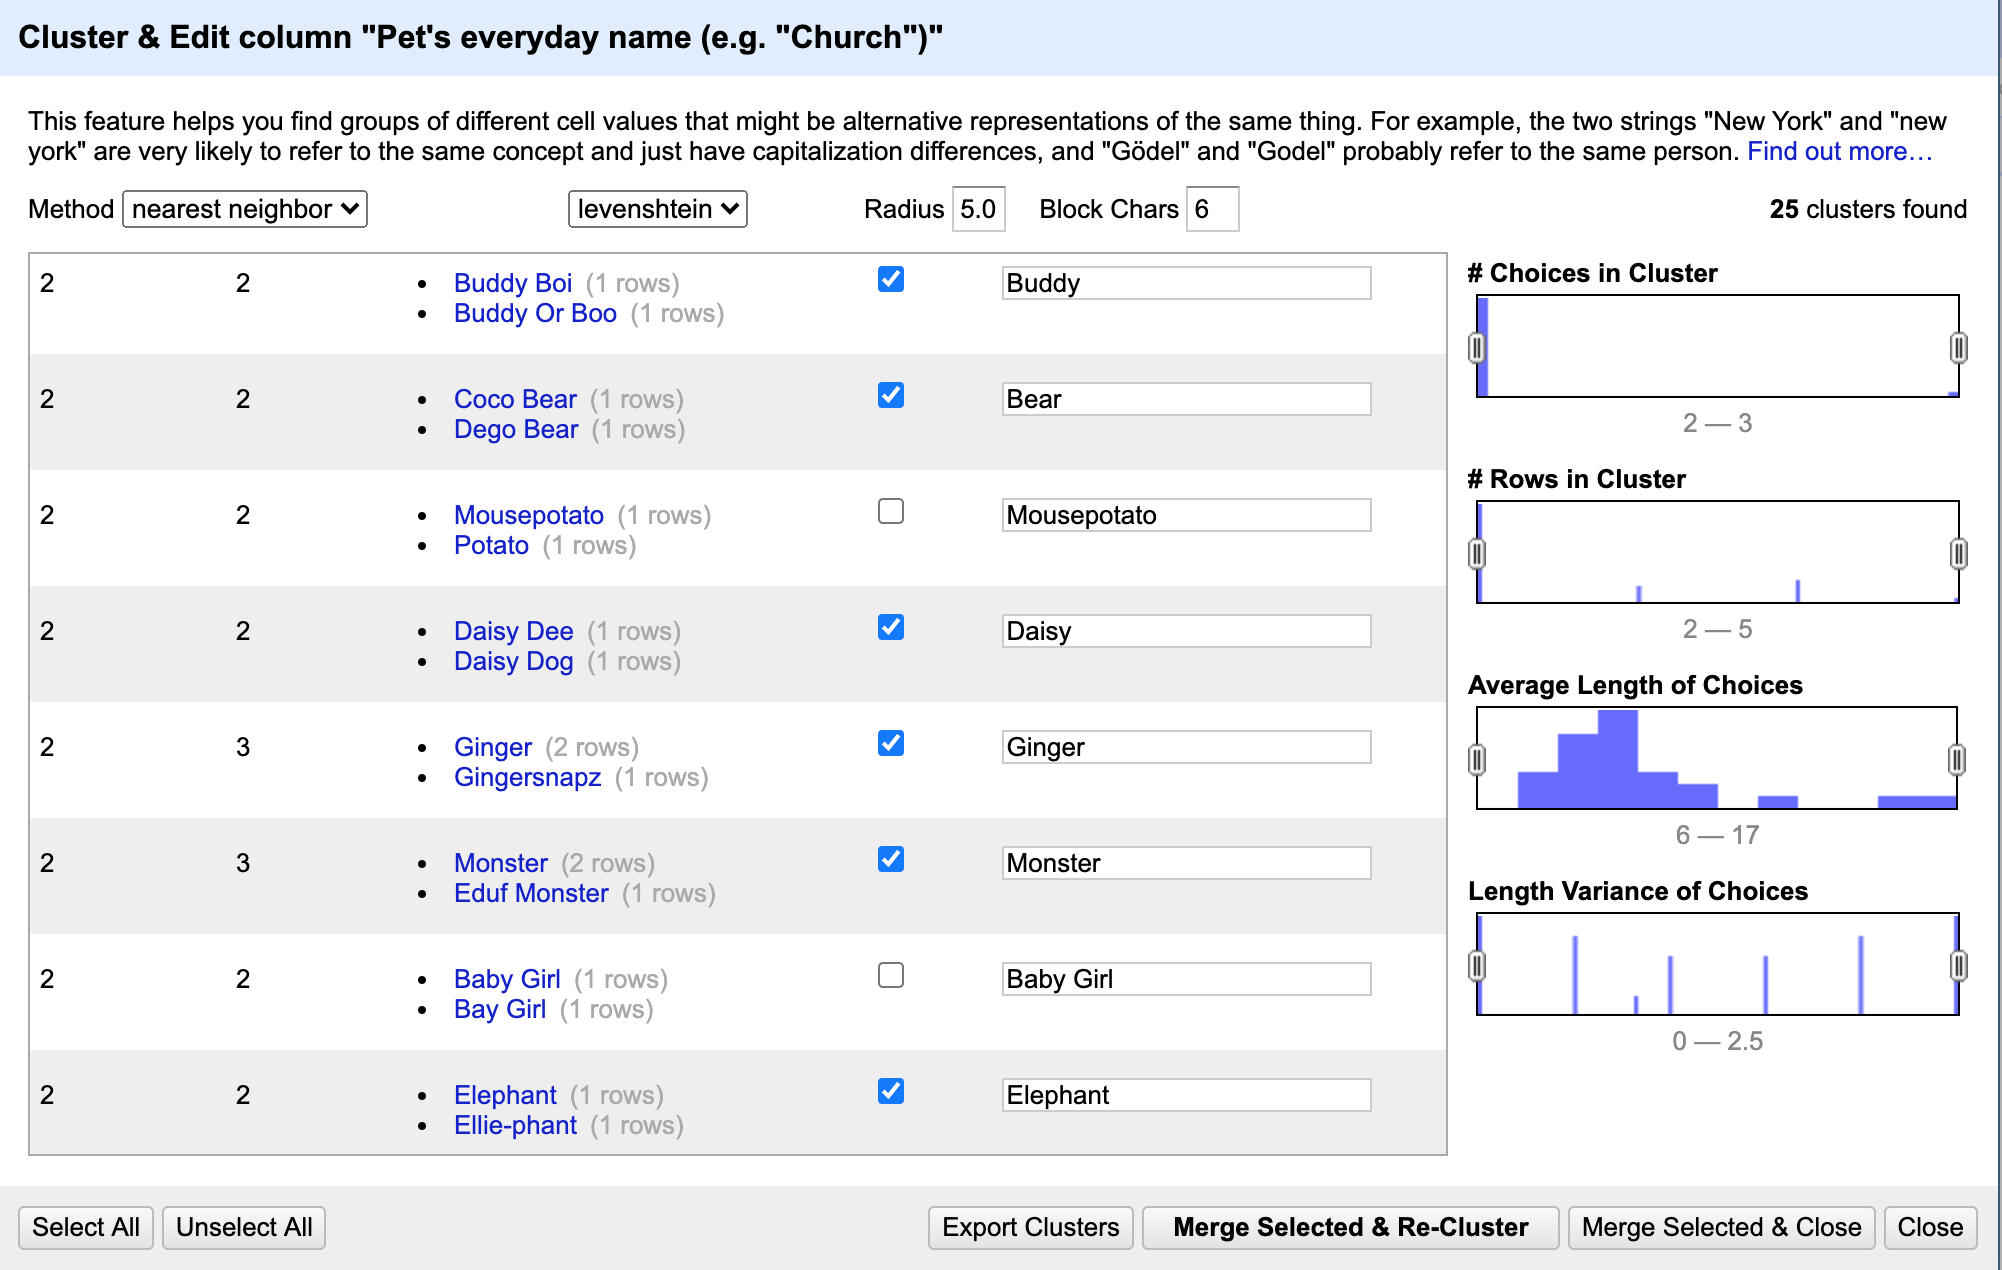 Cluster & Edit column "Pet's everyday name (e.g. "Church")"
This feature helps you find groups of different cell values that might be alternative representations of the same thing. For example, the two strings "New York" and "new
york" are very likely to refer to the same concept and just have capitalization differences, and "Gödel" and "Godel" probably refer to the same person. Find out more…
Method nearest neighbor levenshtein Radius 5.0 Block Chars 6 25 clusters found
2 2 • Buddy Boi (1 rows) Buddy
• Buddy Or Boo (1 rows)
2 2 • Coco Bear (1 rows) Bear
• Dego Bear (1 rows)
2 2 • Mousepotato (1 rows) Mousepotato
• Potato (1 rows)
2 2 • Daisy Dee (1 rows) Daisy
• Daisy Dog (1 rows)
2 3 • Ginger (2 rows) Ginger
• Gingersnapz (1 rows)
2 3 • Monster (2 rows) Monster
• Eduf Monster (1 rows)
2 2 • Baby Girl (1 rows) Baby Girl
• Bay Girl (1 rows)
2 2 • Elephant (1 rows) Elephant
• Ellie-phant (1 rows)
# Choices in Cluster
2 — 3
# Rows in Cluster
2 — 5
Average Length of Choices
6 — 17
Length Variance of Choices
0 — 2.5
Select All Unselect All Export Clusters Merge Selected & Re-Cluster Merge Selected & Close Close